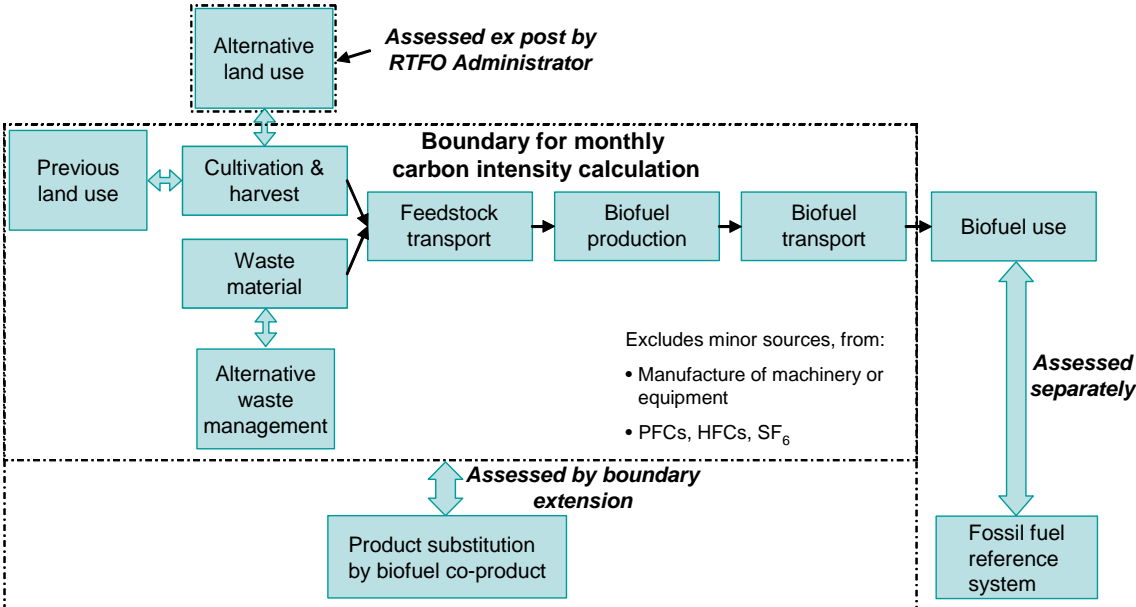 Alternative
land use
Assessed ex post by
RTFO Administrator
Boundary for monthly
carbon intensity calculation
Previous
land use
Cultivation &
harvest
Feedstock
transport
Biofuel
production
Biofuel
transport
Biofuel use
Waste
material
Alternative
waste
management
Excludes minor sources, from:
• Manufacture of machinery or
equipment
• PFCs, HFCs, SF₆
Assessed
separately
Assessed by boundary
extension
Product substitution
by biofuel co-product
Fossil fuel
reference
system